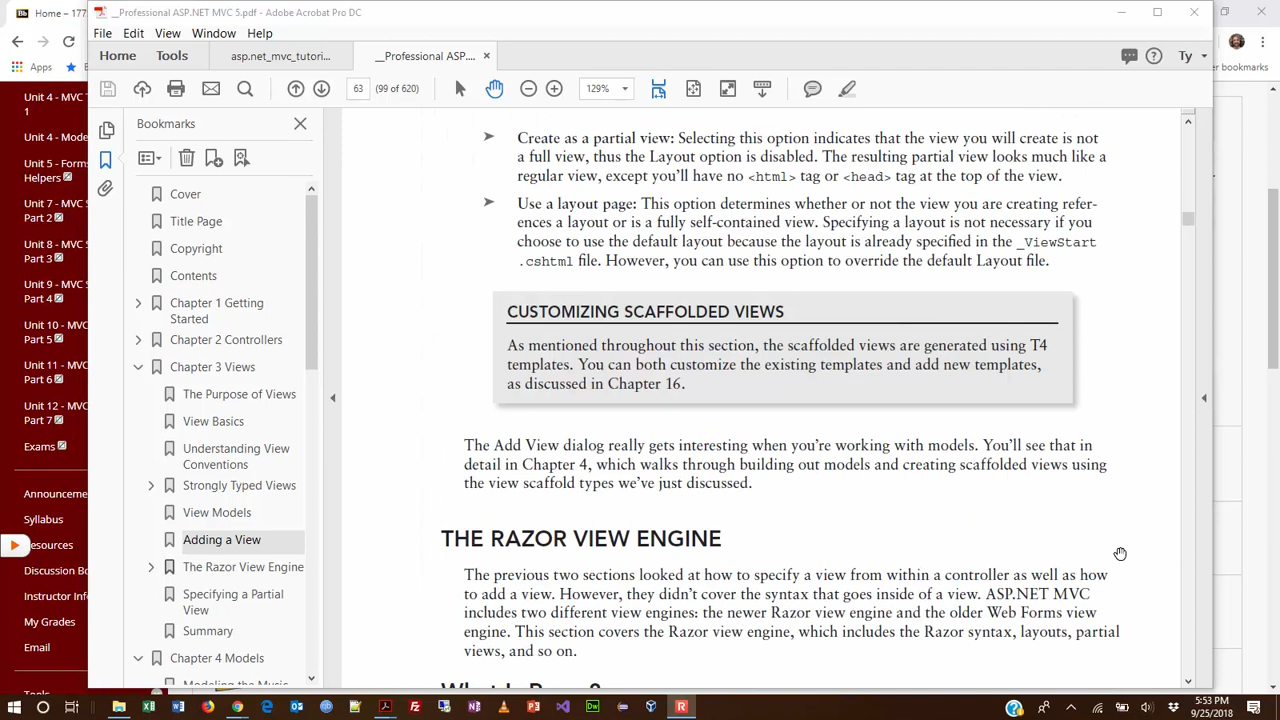 Home – 177
__Professional ASP.NET MVC 5.pdf - Adobe Acrobat Pro DC
File Edit View Window Help
Home Tools asp.net_mvc_tutori... __Professional ASP.... ×
Ty
Apps
er bookmarks
63 (99 of 620) 129%
Unit 4 - MVC
1
Unit 4 - Mode
Unit 5 - Forms
Helpers
Unit 7 - MVC
Part 2
Unit 8 - MVC
Part 3
Unit 9 - MVC
Part 4
Unit 10 - MV
Part 5
Unit 11 - MVC
Part 6
Unit 12 - MVC
Part 7
Exams
Announceme
Syllabus
esources
Discussion Bo
Instructor Info
My Grades
Email
Tools
Bookmarks
Cover
Title Page
Copyright
Contents
Chapter 1 Getting
Started
Chapter 2 Controllers
Chapter 3 Views
The Purpose of Views
View Basics
Understanding View
Conventions
Strongly Typed Views
View Models
Adding a View
The Razor View Engine
Specifying a Partial
View
Summary
Chapter 4 Models
Modeling the Music
➤ Create as a partial view: Selecting this option indicates that the view you will create is not
a full view, thus the Layout option is disabled. The resulting partial view looks much like a
regular view, except you’ll have no <html> tag or <head> tag at the top of the view.
➤ Use a layout page: This option determines whether or not the view you are creating refer-
ences a layout or is a fully self-contained view. Specifying a layout is not necessary if you
choose to use the default layout because the layout is already specified in the _ViewStart
.cshtml file. However, you can use this option to override the default Layout file.
CUSTOMIZING SCAFFOLDED VIEWS
As mentioned throughout this section, the scaffolded views are generated using T4
templates. You can both customize the existing templates and add new templates,
as discussed in Chapter 16.
The Add View dialog really gets interesting when you’re working with models. You’ll see that in
detail in Chapter 4, which walks through building out models and creating scaffolded views using
the view scaffold types we’ve just discussed.
THE RAZOR VIEW ENGINE
The previous two sections looked at how to specify a view from within a controller as well as how
to add a view. However, they didn’t cover the syntax that goes inside of a view. ASP.NET MVC
includes two different view engines: the newer Razor view engine and the older Web Forms view
engine. This section covers the Razor view engine, which includes the Razor syntax, layouts, partial
views, and so on.
5:53 PM
9/25/2018